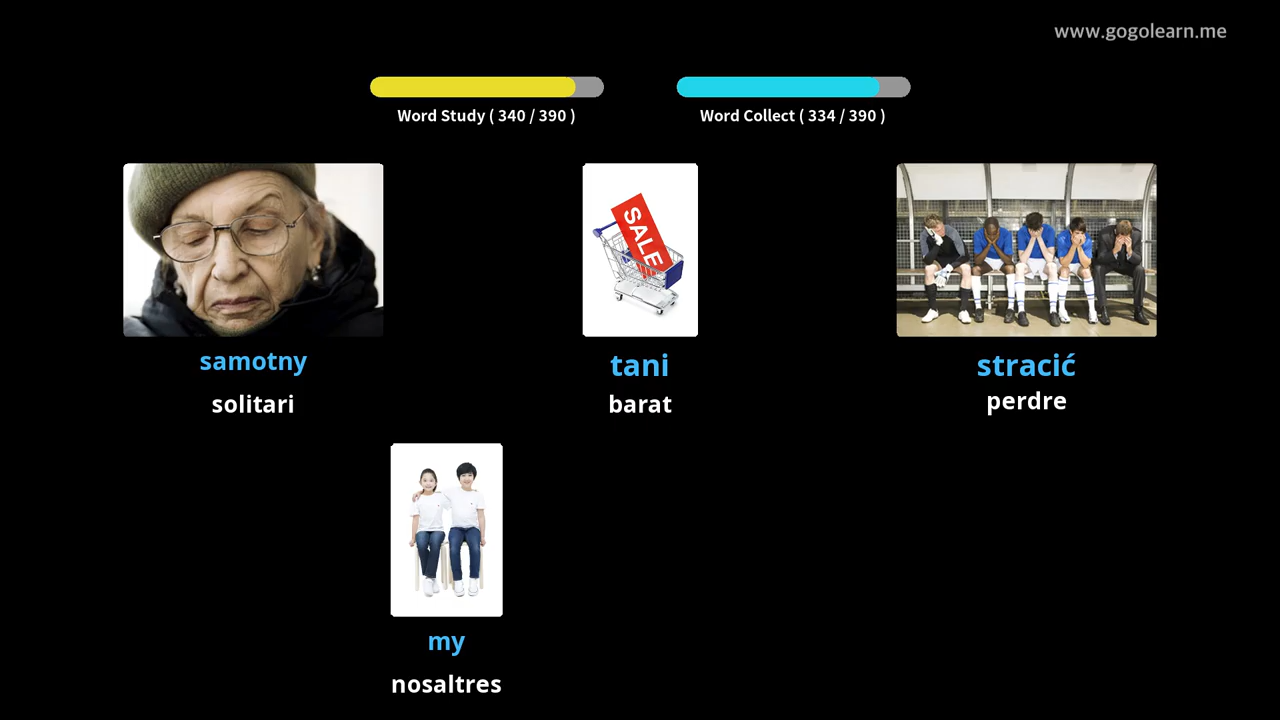 www.gogolearn.me
Word Study ( 340 / 390 )
Word Collect ( 334 / 390 )
SALE
samotny
tani
stracić
solitari
barat
perdre
my
nosaltres